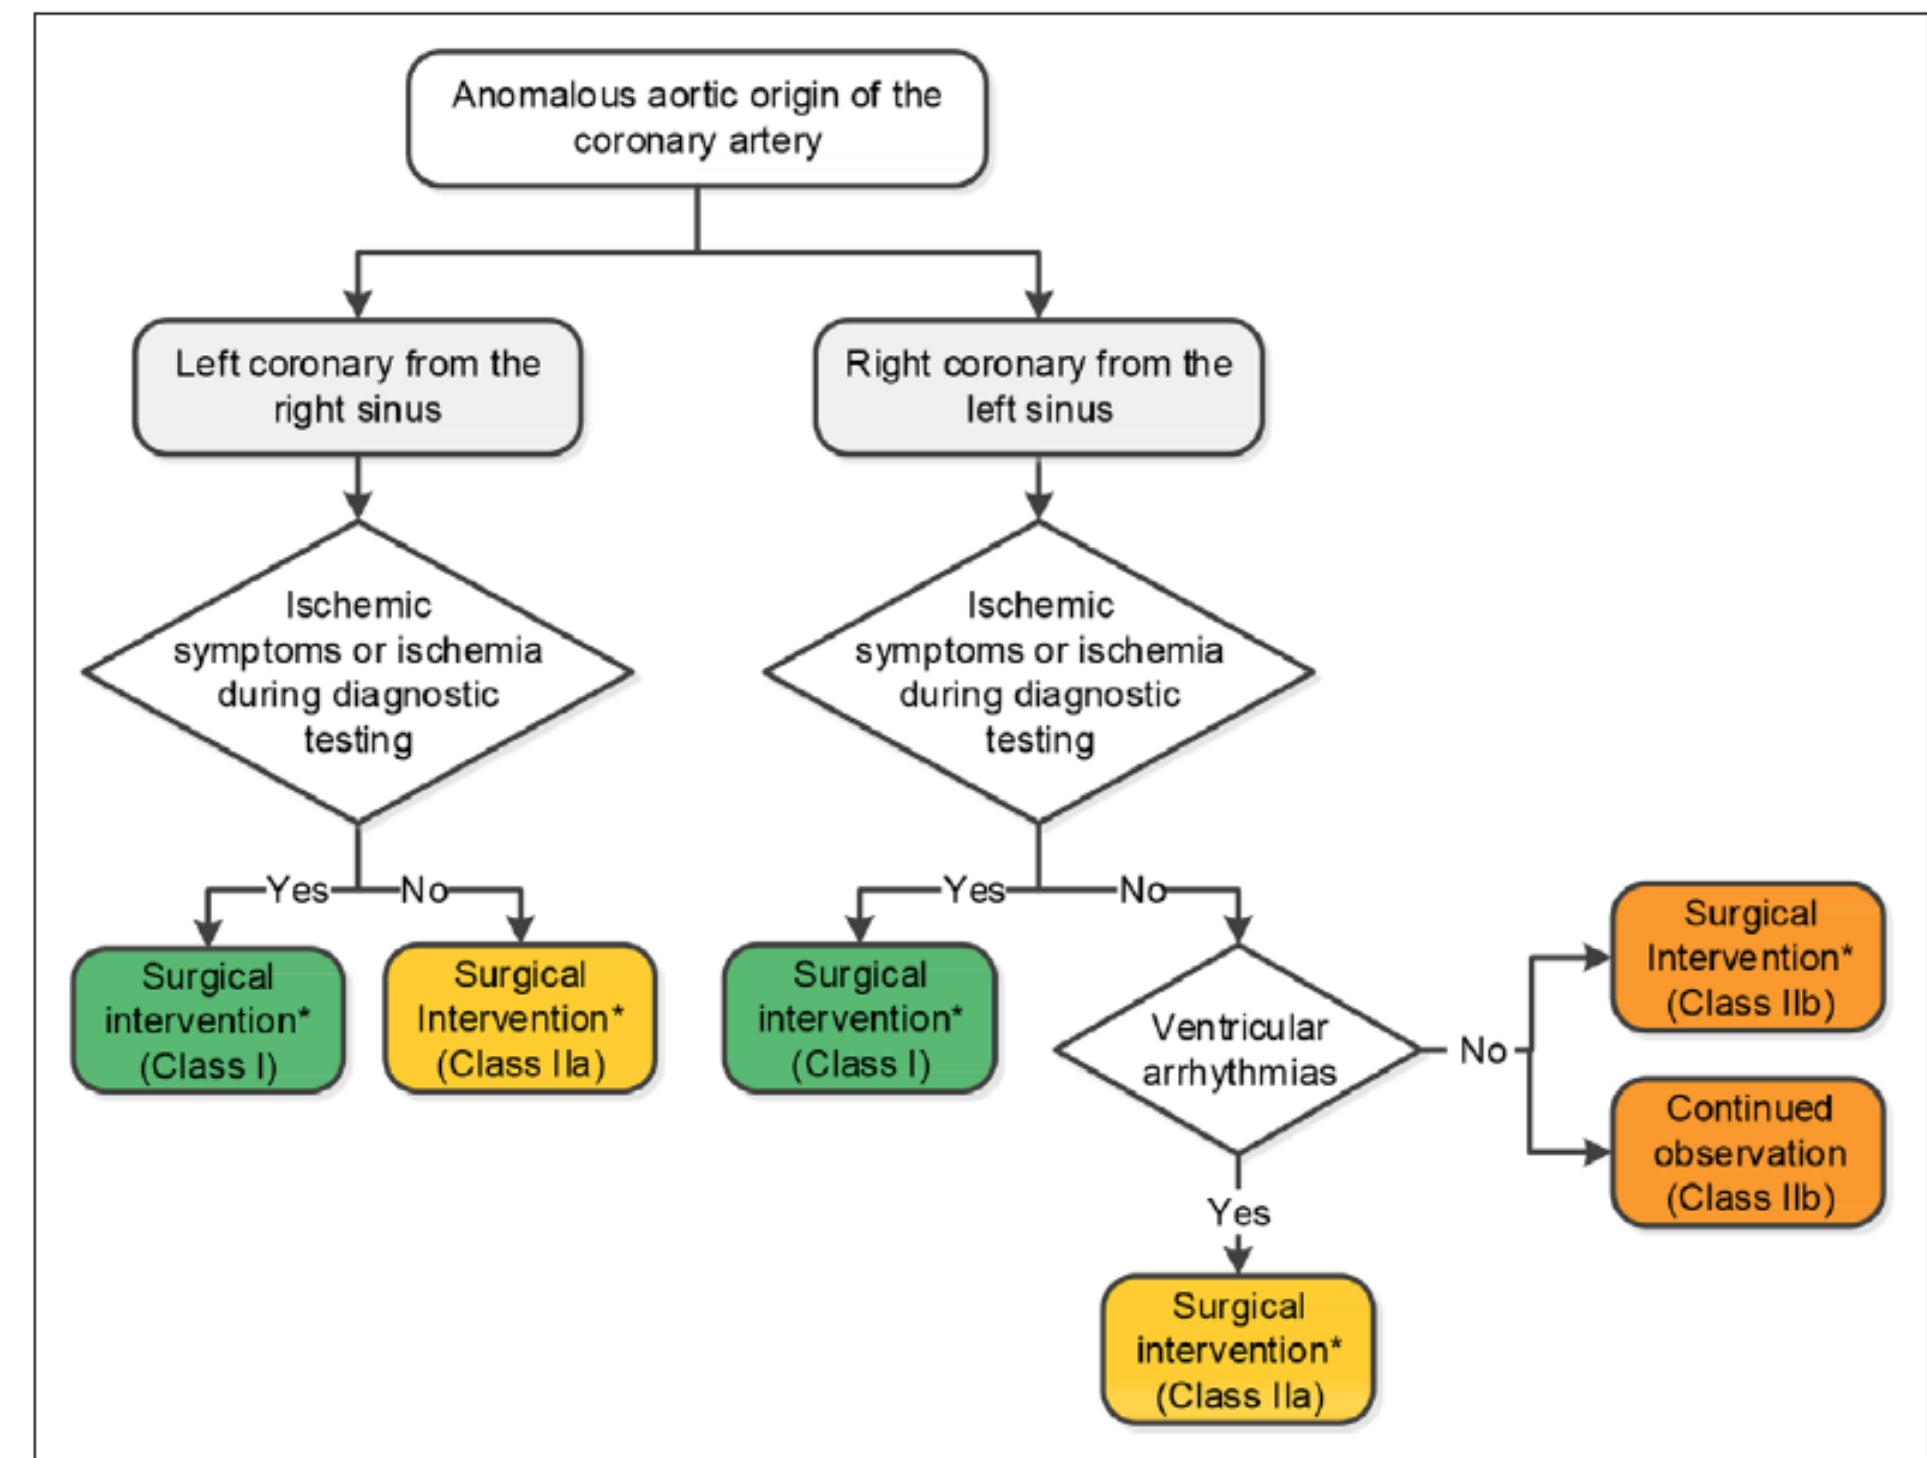 Anomalous aortic origin of the
coronary artery
Left coronary from the
right sinus
Right coronary from the
left sinus
Ischemic
symptoms or ischemia
during diagnostic
testing
Ischemic
symptoms or ischemia
during diagnostic
testing
Yes
No
Yes
No
Surgical
intervention*
(Class I)
Surgical
Intervention*
(Class IIa)
Surgical
intervention*
(Class I)
Ventricular
arrhythmias
No
Surgical
Intervention*
(Class IIb)
Continued
observation
(Class IIb)
Yes
Surgical
intervention*
(Class IIa)